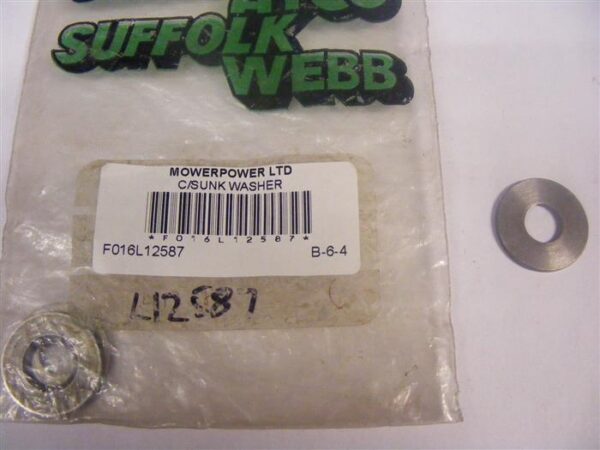 SUFFOLK
WEBB
MOWERPOWER LTD
C/SUNK WASHER
*F016L12587*
F016L12587 B-6-4
L12587